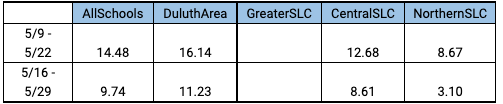 AllSchools DuluthArea GreaterSLC CentralSLC NorthernSLC
5/9 -
5/22 14.48 16.14 12.68 8.67
5/16 -
5/29 9.74 11.23 8.61 3.10